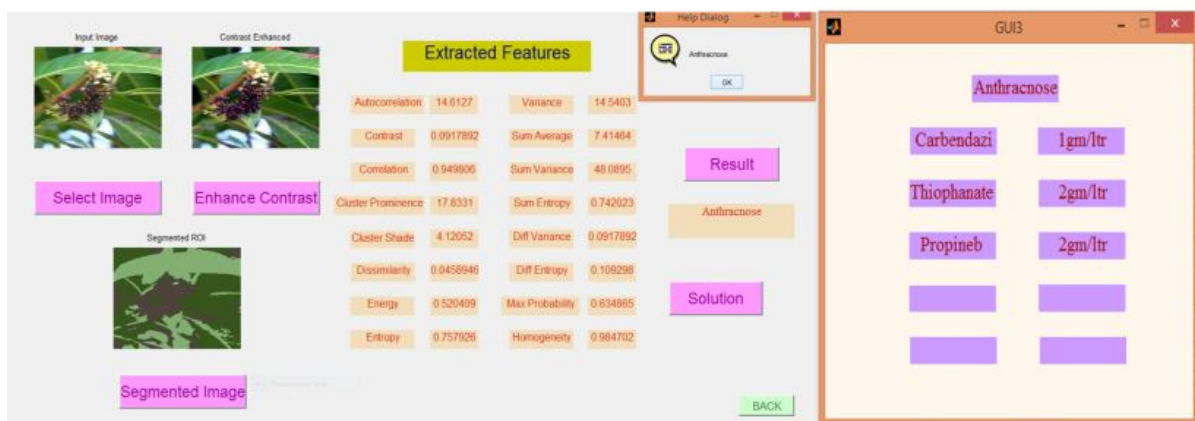 Input Image
Contrast Enhanced
Select Image
Enhance Contrast
Segmented ROI
Segmented Image
Extracted Features
Autocorrelation 14.6127 Variance 14.5403
Contrast 0.0917892 Sum Average 7.41464
Correlation 0.949806 Sum Variance 48.0895
Cluster Prominence 17.8331 Sum Entropy 0.742023
Cluster Shade 4.12052 Diff Variance 0.0917892
Dissimilarity 0.0458946 Diff Entropy 0.109298
Energy 0.520409 Max Probability 0.634865
Entropy 0.757926 Homogeneity 0.984702
Help Dialog
Anthracnose
OK
Result
Anthracnose
Solution
BACK
GUI3
Anthracnose
Carbendazi 1gm/ltr
Thiophanate 2gm/ltr
Propineb 2gm/ltr